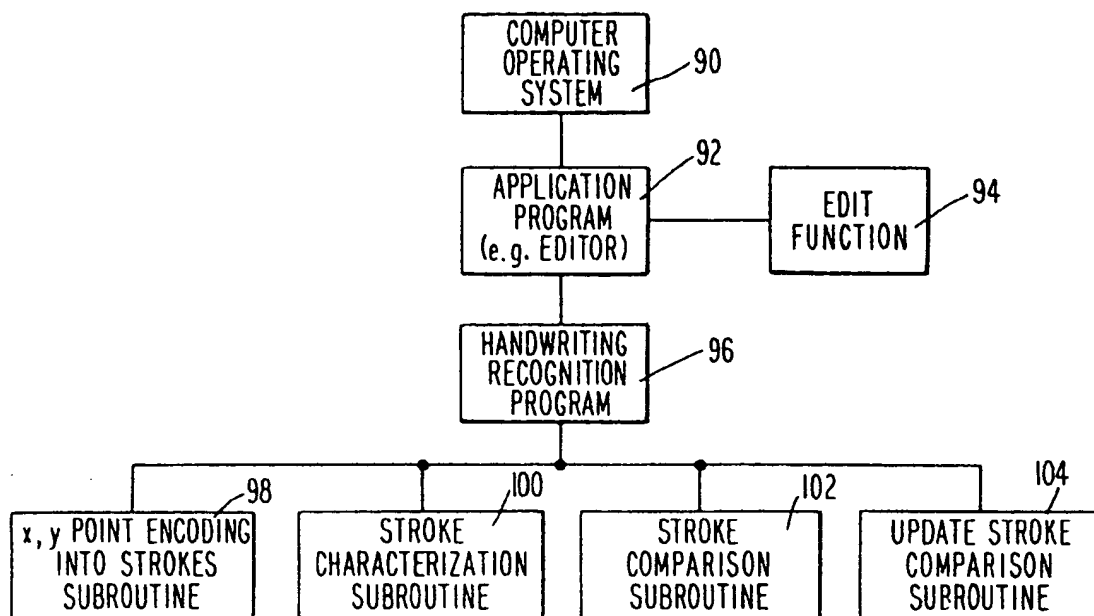 COMPUTER
OPERATING
SYSTEM
90
92
APPLICATION
PROGRAM
(e.g. EDITOR)
EDIT
FUNCTION
94
HANDWRITING
RECOGNITION
PROGRAM
96
98
x, y POINT ENCODING
INTO STROKES
SUBROUTINE
100
STROKE
CHARACTERIZATION
SUBROUTINE
102
STROKE
COMPARISON
SUBROUTINE
104
UPDATE STROKE
COMPARISON
SUBROUTINE